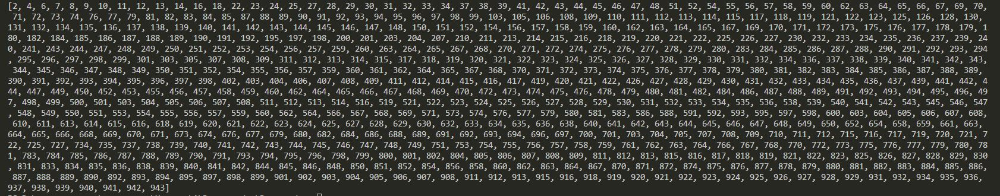 [2, 4, 6, 7, 8, 9, 10, 11, 12, 13, 14, 16, 18, 22, 23, 24, 25, 27, 28, 29, 30, 31, 32, 33, 34, 37, 38, 39, 41, 42, 43, 44, 45, 46, 47, 48, 51, 52, 54, 55, 56, 57, 58, 59, 60, 62, 63, 64, 65, 66, 67, 69, 70,
71, 72, 73, 74, 76, 77, 79, 81, 82, 83, 84, 85, 87, 88, 89, 90, 91, 92, 93, 94, 95, 96, 97, 98, 99, 103, 105, 106, 108, 109, 110, 111, 112, 113, 114, 115, 117, 118, 119, 121, 122, 123, 125, 126, 128, 130,
131, 132, 134, 135, 136, 137, 138, 139, 140, 141, 142, 143, 144, 145, 146, 147, 148, 150, 151, 152, 154, 156, 157, 158, 159, 160, 162, 163, 164, 165, 167, 169, 170, 171, 172, 173, 175, 176, 177, 178, 179, 1
80, 182, 184, 185, 186, 187, 188, 189, 190, 191, 192, 195, 197, 198, 200, 201, 203, 204, 207, 210, 211, 213, 214, 215, 216, 218, 219, 220, 221, 222, 225, 226, 227, 230, 232, 233, 234, 235, 236, 237, 239, 24
0, 241, 243, 244, 247, 248, 249, 250, 251, 252, 253, 254, 256, 257, 259, 260, 263, 264, 265, 267, 268, 270, 271, 272, 274, 275, 276, 277, 278, 279, 280, 283, 284, 285, 286, 287, 288, 290, 291, 292, 293, 294
, 295, 296, 297, 298, 299, 301, 303, 305, 307, 308, 309, 311, 312, 313, 314, 315, 317, 318, 319, 320, 321, 322, 323, 324, 325, 326, 327, 328, 329, 330, 331, 332, 334, 336, 337, 338, 339, 340, 341, 342, 343,
344, 345, 346, 347, 348, 349, 350, 351, 352, 354, 355, 356, 357, 359, 360, 361, 362, 364, 365, 367, 368, 370, 371, 372, 373, 374, 375, 376, 377, 378, 379, 380, 381, 382, 383, 384, 385, 386, 387, 388, 389,
390, 391, 392, 393, 394, 395, 396, 397, 398, 402, 403, 404, 406, 407, 408, 409, 411, 412, 414, 415, 416, 417, 419, 420, 421, 422, 426, 427, 428, 429, 430, 431, 432, 433, 434, 435, 436, 437, 439, 441, 442, 4
44, 447, 449, 450, 452, 453, 455, 456, 457, 458, 459, 460, 462, 464, 465, 466, 467, 468, 469, 470, 472, 473, 474, 475, 476, 478, 479, 480, 481, 482, 484, 486, 487, 488, 489, 491, 492, 493, 494, 495, 496, 49
7, 498, 499, 500, 501, 503, 504, 505, 506, 507, 508, 511, 512, 513, 514, 516, 519, 521, 522, 523, 524, 525, 526, 527, 528, 529, 530, 531, 532, 533, 534, 535, 536, 538, 539, 540, 541, 542, 543, 545, 546, 547
, 548, 549, 550, 551, 553, 554, 555, 556, 557, 559, 560, 562, 564, 566, 567, 568, 569, 571, 573, 574, 576, 577, 579, 580, 581, 583, 586, 588, 591, 592, 593, 595, 597, 598, 600, 603, 604, 605, 606, 607, 608,
610, 611, 613, 614, 615, 616, 618, 619, 620, 621, 622, 623, 624, 625, 627, 628, 629, 630, 632, 633, 634, 635, 636, 638, 640, 641, 642, 643, 644, 645, 646, 647, 648, 649, 650, 652, 654, 658, 659, 661, 663,
664, 665, 666, 668, 669, 670, 671, 673, 674, 676, 677, 679, 680, 682, 684, 686, 688, 689, 691, 692, 693, 694, 696, 697, 700, 701, 703, 704, 705, 707, 708, 709, 710, 711, 712, 715, 716, 717, 719, 720, 721, 7
22, 725, 727, 734, 735, 737, 738, 739, 740, 741, 742, 743, 744, 745, 746, 747, 748, 749, 751, 753, 754, 755, 756, 757, 758, 759, 761, 762, 763, 764, 766, 767, 768, 770, 772, 773, 775, 776, 777, 779, 780, 78
1, 783, 784, 785, 786, 787, 788, 789, 790, 791, 793, 794, 795, 796, 798, 799, 800, 801, 802, 804, 805, 806, 807, 808, 809, 811, 812, 813, 815, 816, 817, 818, 819, 821, 822, 823, 825, 826, 827, 828, 829, 830
, 831, 833, 834, 835, 836, 838, 839, 840, 841, 842, 844, 845, 846, 848, 850, 851, 852, 854, 856, 858, 860, 862, 863, 864, 867, 870, 871, 872, 874, 875, 876, 877, 878, 879, 880, 881, 882, 883, 884, 885, 886,
887, 888, 889, 890, 892, 893, 894, 895, 897, 898, 899, 901, 902, 903, 904, 905, 906, 907, 908, 911, 912, 913, 915, 916, 918, 919, 920, 921, 922, 923, 924, 925, 926, 927, 928, 929, 931, 932, 934, 935, 936,
937, 938, 939, 940, 941, 942, 943]